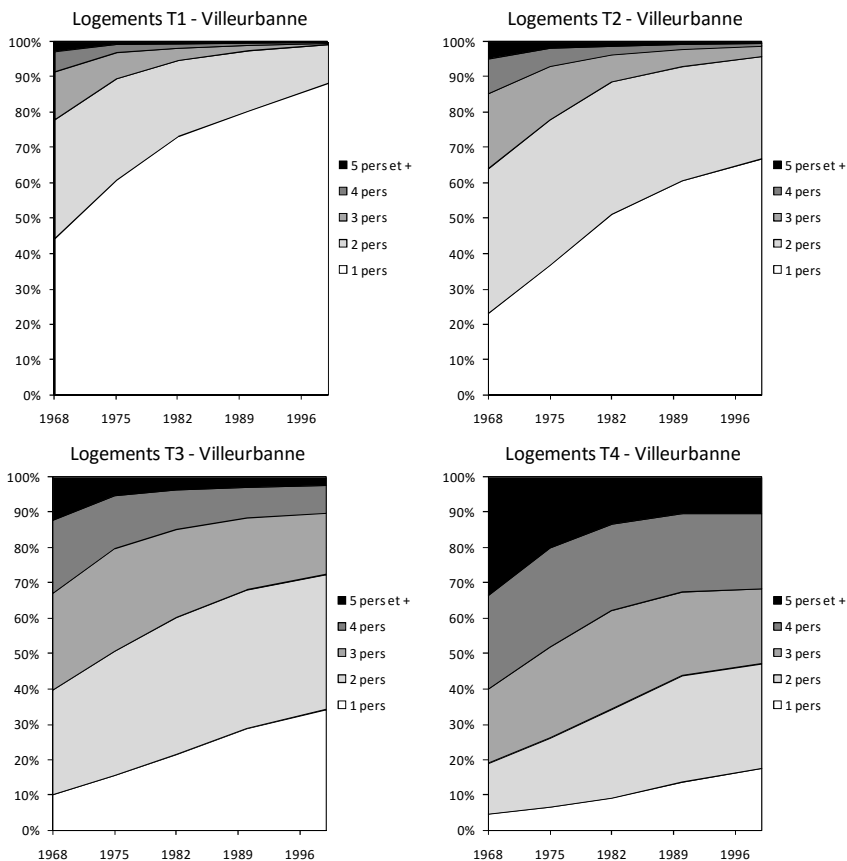 Logements T1 - Villeurbanne
100%
90%
80%
70%
60%
50%
40%
30%
20%
10%
0%
1968 1975 1982 1989 1996
5 pers et +
4 pers
3 pers
2 pers
1 pers
Logements T2 - Villeurbanne
100%
90%
80%
70%
60%
50%
40%
30%
20%
10%
0%
1968 1975 1982 1989 1996
5 pers et +
4 pers
3 pers
2 pers
1 pers
Logements T3 - Villeurbanne
100%
90%
80%
70%
60%
50%
40%
30%
20%
10%
0%
1968 1975 1982 1989 1996
5 pers et +
4 pers
3 pers
2 pers
1 pers
Logements T4 - Villeurbanne
100%
90%
80%
70%
60%
50%
40%
30%
20%
10%
0%
1968 1975 1982 1989 1996
5 pers et +
4 pers
3 pers
2 pers
1 pers